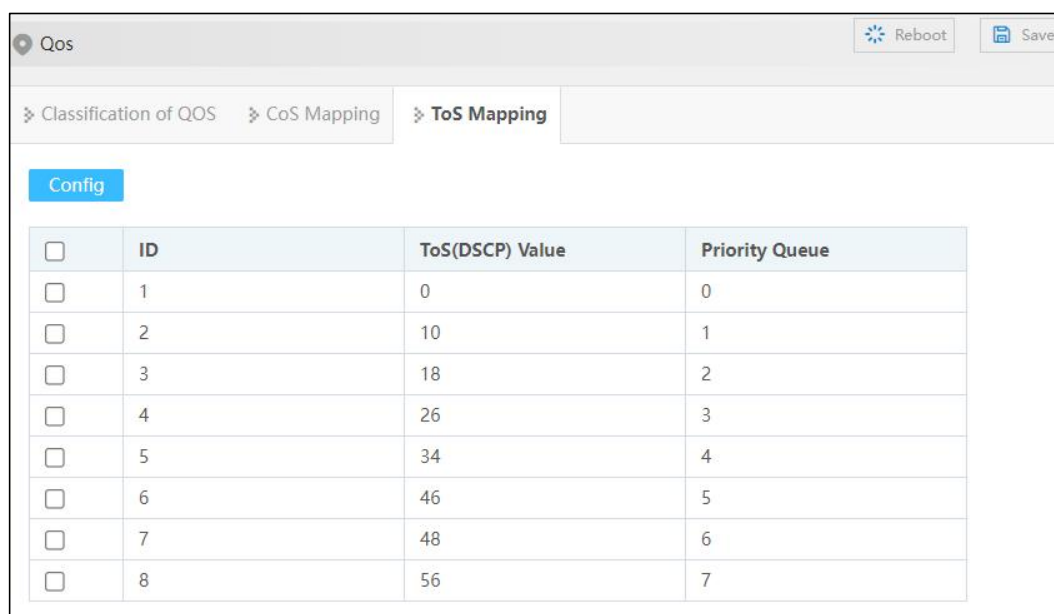 Qos Reboot Save
Classification of QOS CoS Mapping ToS Mapping
Config
ID ToS(DSCP) Value Priority Queue
1 0 0
2 10 1
3 18 2
4 26 3
5 34 4
6 46 5
7 48 6
8 56 7